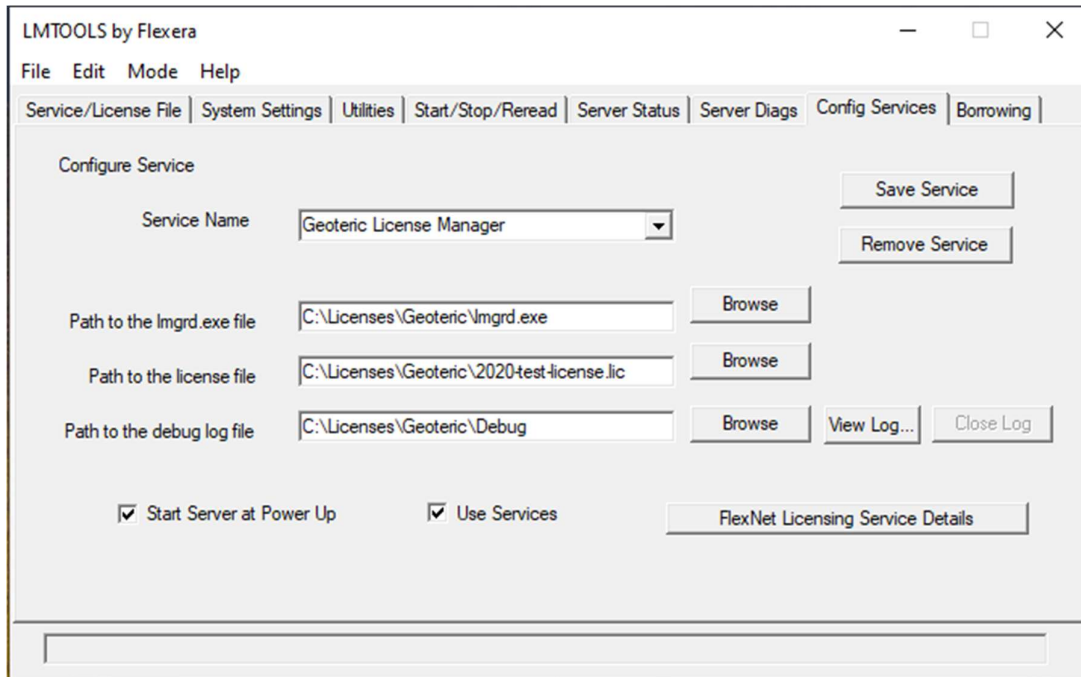 LMTOOLS by Flexera
File Edit Mode Help
Service/License File System Settings Utilities Start/Stop/Reread Server Status Server Diags Config Services Borrowing
Configure Service
Save Service
Service Name Geoteric License Manager
Remove Service
Path to the lmgrd.exe file C:\Licenses\Geoteric\lmgrd.exe Browse
Path to the license file C:\Licenses\Geoteric\2020-test-license.lic Browse
Path to the debug log file C:\Licenses\Geoteric\Debug Browse View Log... Close Log
Start Server at Power Up Use Services FlexNet Licensing Service Details